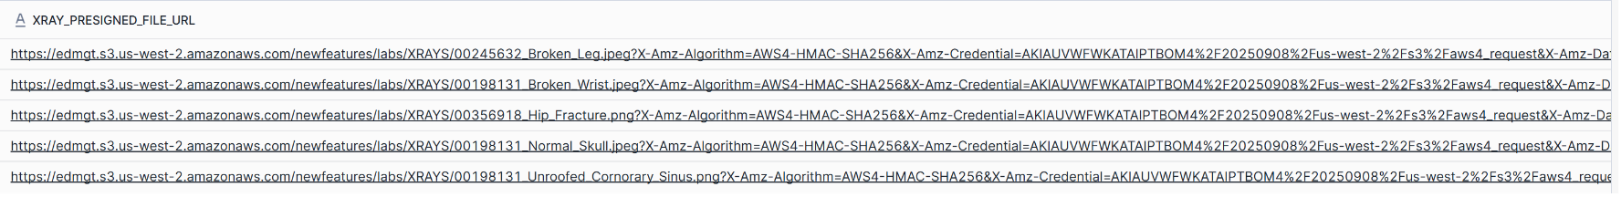 A XRAY_PRESIGNED_FILE_URL
https://edmgt.s3.us-west-2.amazonaws.com/newfeatures/labs/XRAYS/00245632_Broken_Leg.jpeg?X-Amz-Algorithm=AWS4-HMAC-SHA256&X-Amz-Credential=AKIAUVWFWKATAIPTBOM4%2F20250908%2Fus-west-2%2Fs3%2Faws4_request&X-Amz-Dat
https://edmgt.s3.us-west-2.amazonaws.com/newfeatures/labs/XRAYS/00198131_Broken_Wrist.jpeg?X-Amz-Algorithm=AWS4-HMAC-SHA256&X-Amz-Credential=AKIAUVWFWKATAIPTBOM4%2F20250908%2Fus-west-2%2Fs3%2Faws4_request&X-Amz-D
https://edmgt.s3.us-west-2.amazonaws.com/newfeatures/labs/XRAYS/00356918_Hip_Fracture.png?X-Amz-Algorithm=AWS4-HMAC-SHA256&X-Amz-Credential=AKIAUVWFWKATAIPTBOM4%2F20250908%2Fus-west-2%2Fs3%2Faws4_request&X-Amz-Da
https://edmgt.s3.us-west-2.amazonaws.com/newfeatures/labs/XRAYS/00198131_Normal_Skull.jpeg?X-Amz-Algorithm=AWS4-HMAC-SHA256&X-Amz-Credential=AKIAUVWFWKATAIPTBOM4%2F20250908%2Fus-west-2%2Fs3%2Faws4_request&X-Amz-D
https://edmgt.s3.us-west-2.amazonaws.com/newfeatures/labs/XRAYS/00198131_Unroofed_Cornorary_Sinus.png?X-Amz-Algorithm=AWS4-HMAC-SHA256&X-Amz-Credential=AKIAUVWFWKATAIPTBOM4%2F20250908%2Fus-west-2%2Fs3%2Faws4_reque